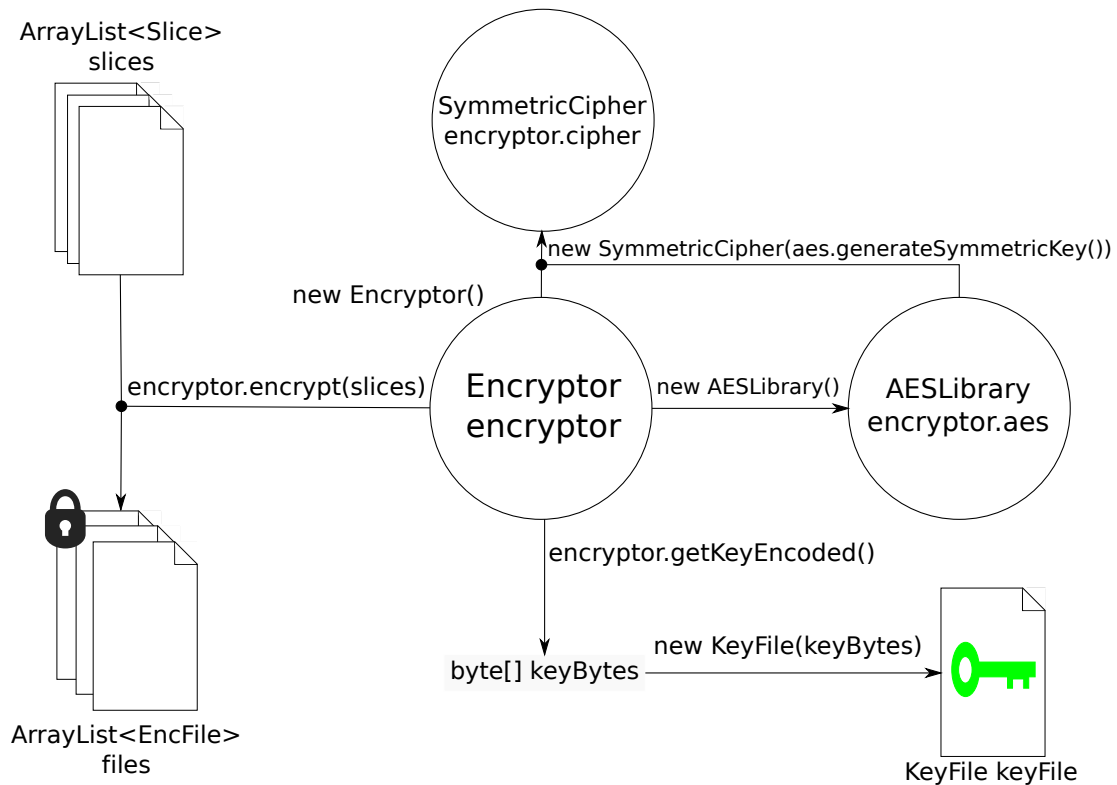 ArrayList<Slice>
slices
SymmetricCipher
encryptor.cipher
new SymmetricCipher(aes.generateSymmetricKey())
new Encryptor()
encryptor.encrypt(slices)
Encryptor
encryptor
new AESLibrary()
AESLibrary
encryptor.aes
encryptor.getKeyEncoded()
byte[] keyBytes
new KeyFile(keyBytes)
ArrayList<EncFile>
files
KeyFile keyFile